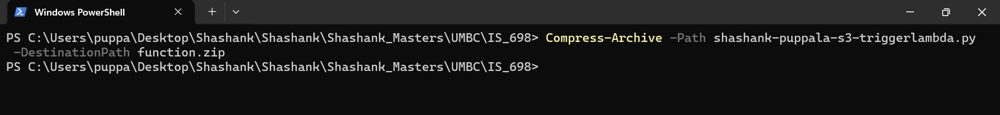 Windows PowerShell
PS C:\Users\puppa\Desktop\Shashank\Shashank\Shashank_Masters\UMBC\IS_698> Compress-Archive -Path shashank-puppala-s3-triggerlambda.py
 -DestinationPath function.zip
PS C:\Users\puppa\Desktop\Shashank\Shashank\Shashank_Masters\UMBC\IS_698>